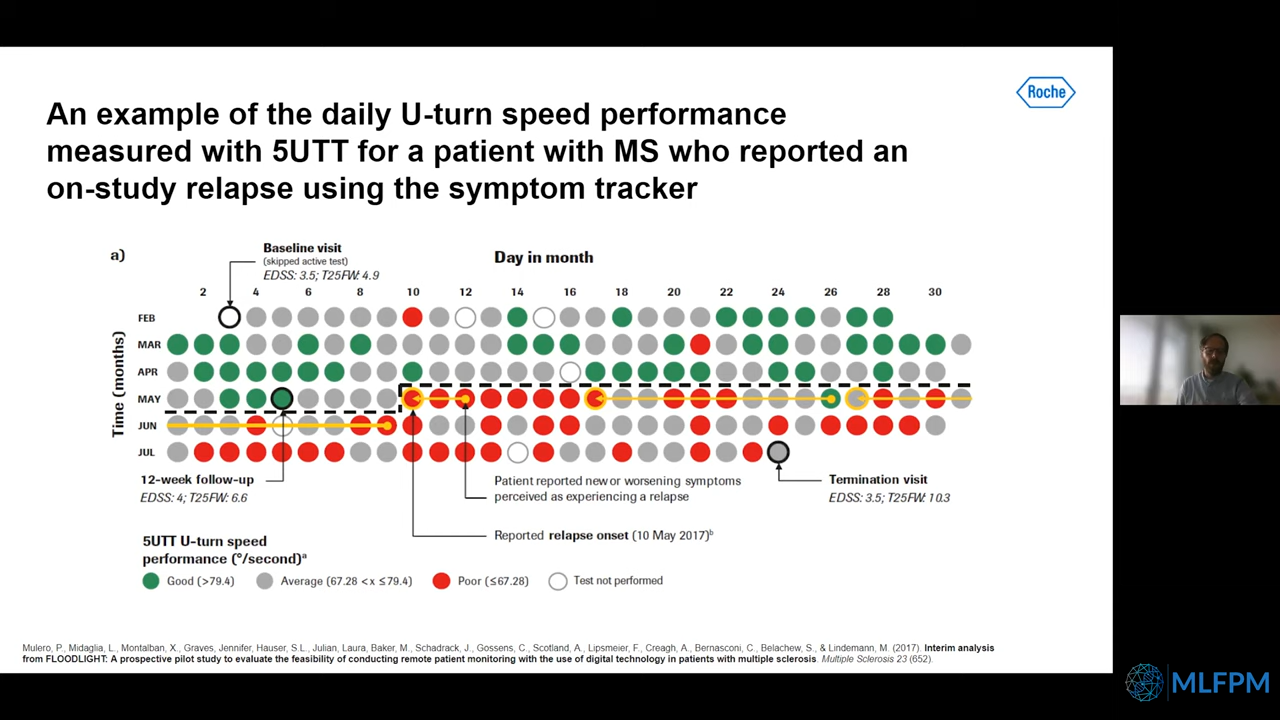 Roche
An example of the daily U-turn speed performance
measured with 5UTT for a patient with MS who reported an
on-study relapse using the symptom tracker
a)
Baseline visit
(skipped active test)
EDSS: 3.5; T25FW: 4.9
Day in month
2 4 6 8 10 12 14 16 18 20 22 24 26 28 30
Time (months)
FEB
MAR
APR
MAY
JUN
JUL
12-week follow-up
EDSS: 4; T25FW: 6.6
Patient reported new or worsening symptoms
perceived as experiencing a relapse
Termination visit
EDSS: 3.5; T25FW: 10.3
Reported relapse onset (10 May 2017)b
5UTT U-turn speed
performance (°/second)a
Good (>79.4) Average (67.28 <x ≤79.4) Poor (≤67.28) Test not performed
Mulero, P., Midaglia, L., Montalban, X., Graves, Jennifer, Hauser, S.L., Julian, Laura, Baker, M., Schadrack, J., Gossens, C., Scotland, A., Lipsmeier, F., Creagh, A., Bernasconi, C., Belachew, S., & Lindemann, M. (2017). Interim analysis
from FLOODLIGHT: A prospective pilot study to evaluate the feasibility of conducting remote patient monitoring with the use of digital technology in patients with multiple sclerosis. Multiple Sclerosis 23 (652).
MLFPM